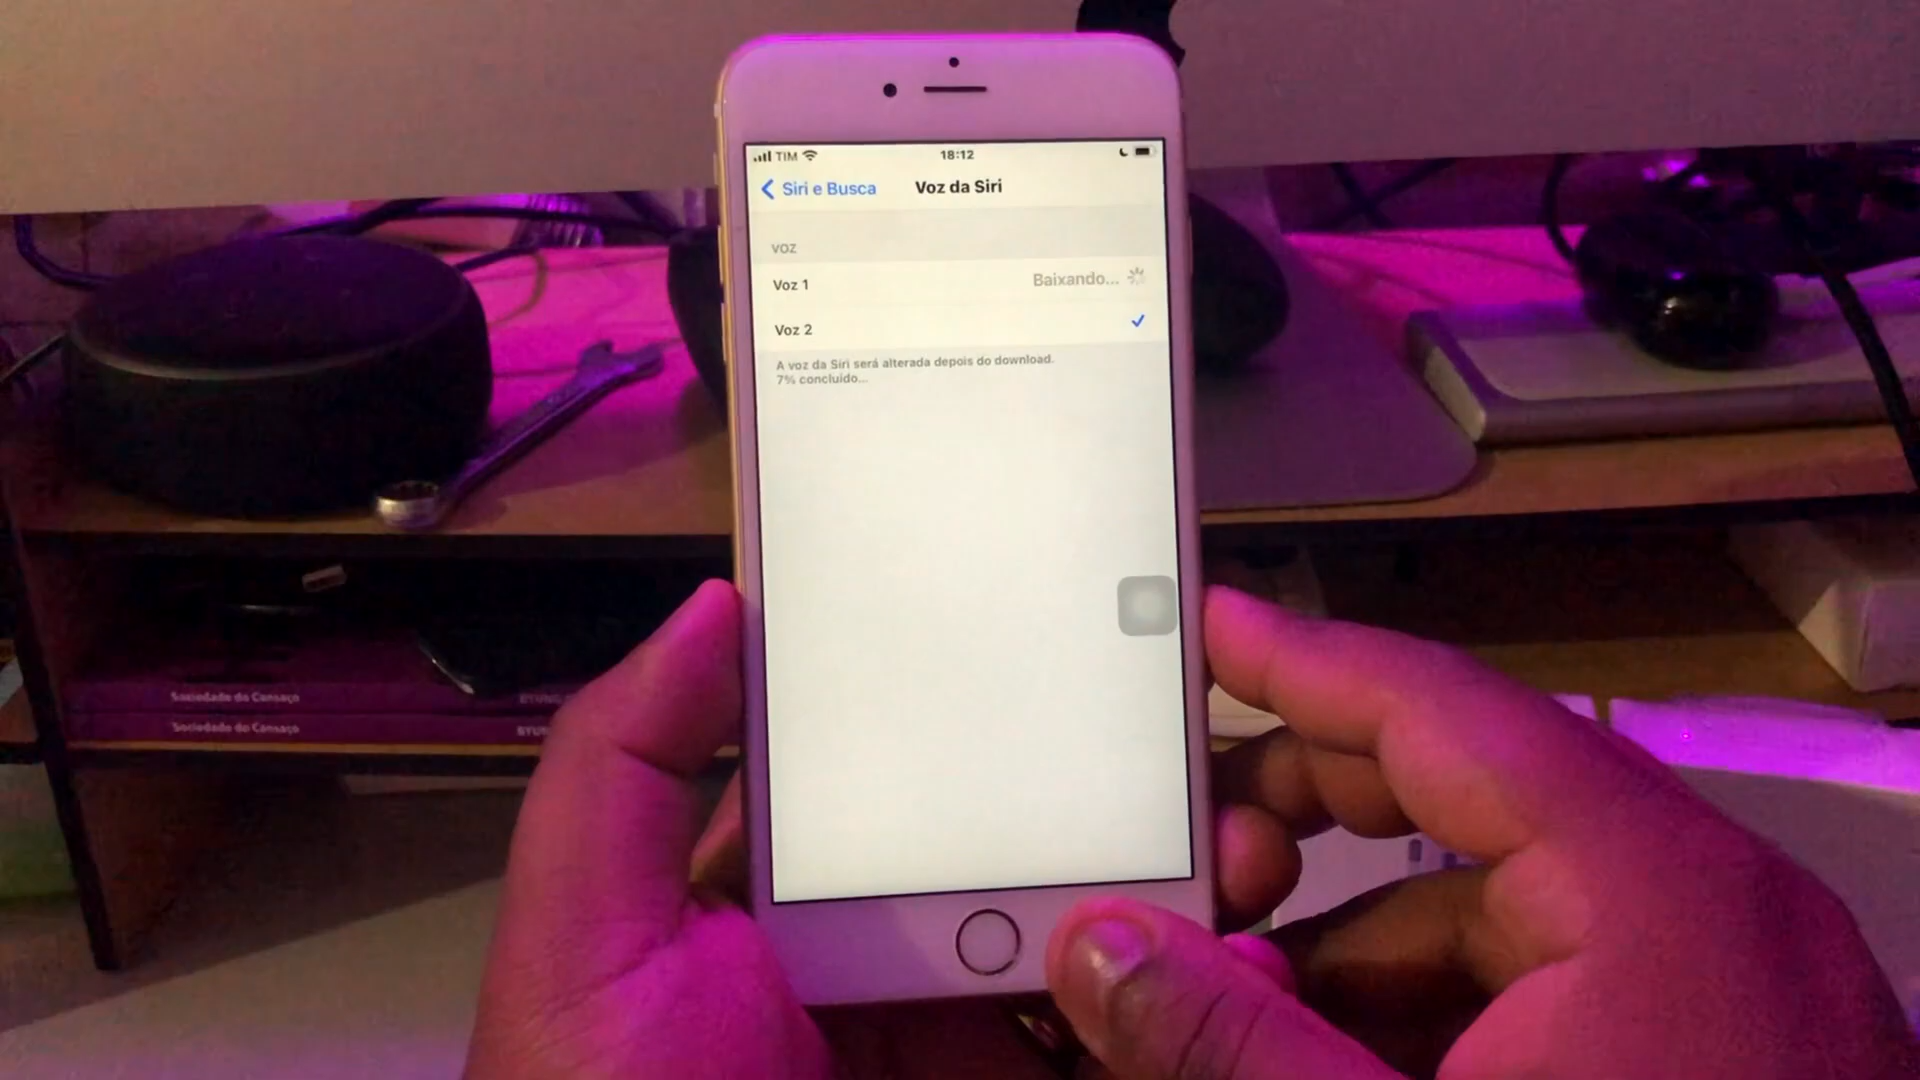 TIM
18:12
Siri e Busca
Voz da Siri
VOZ
Voz 1
Baixando...
Voz 2
A voz da Siri será alterada depois do download.
7% concluído...
Sociedade do Cansaço
Sociedade do Cansaço